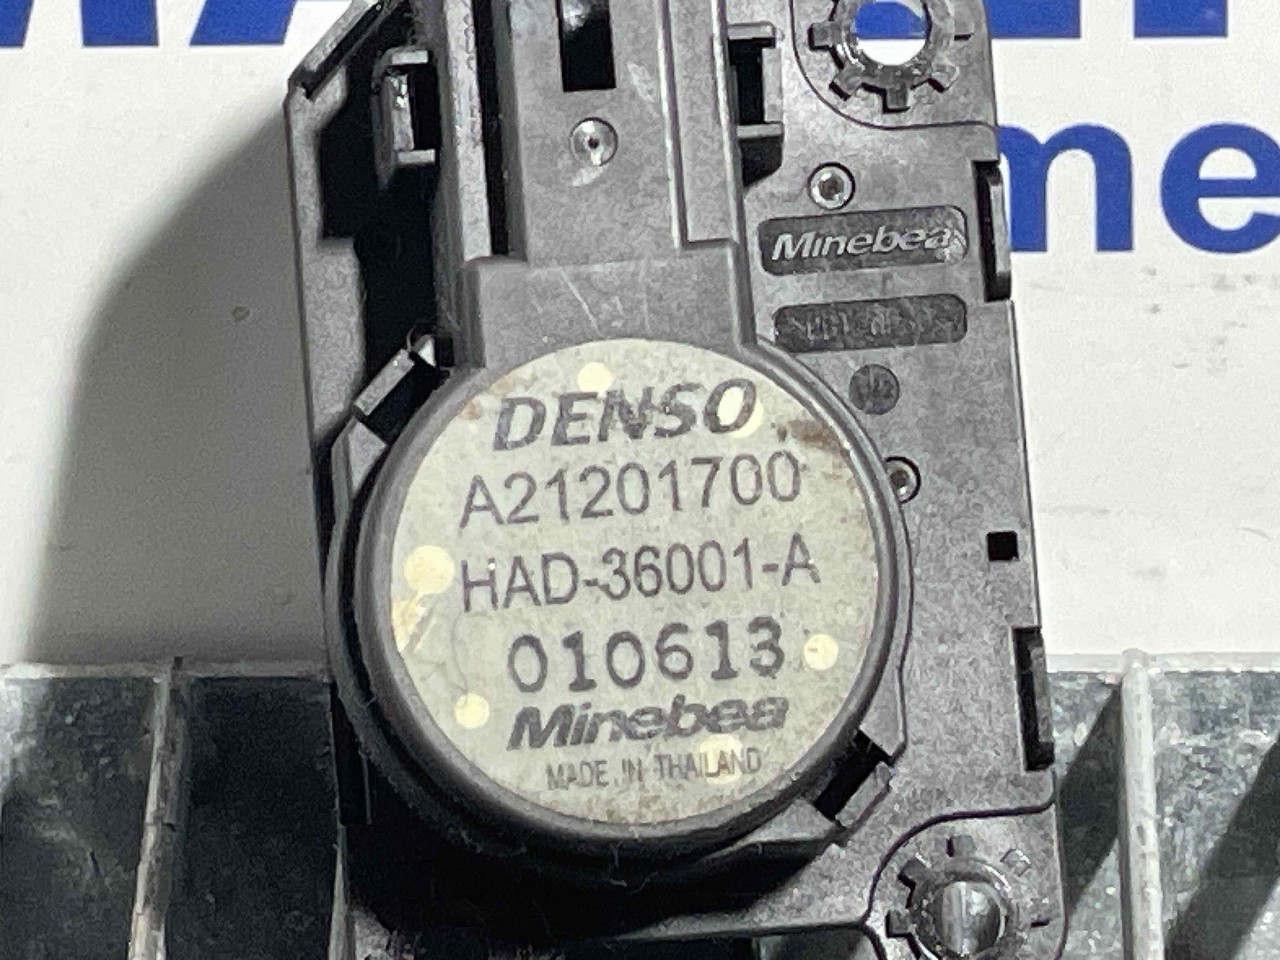 me
Minebea
DENSO
A21201700
HAD-36001-A
010613
Minebea
MADE IN THAILAND